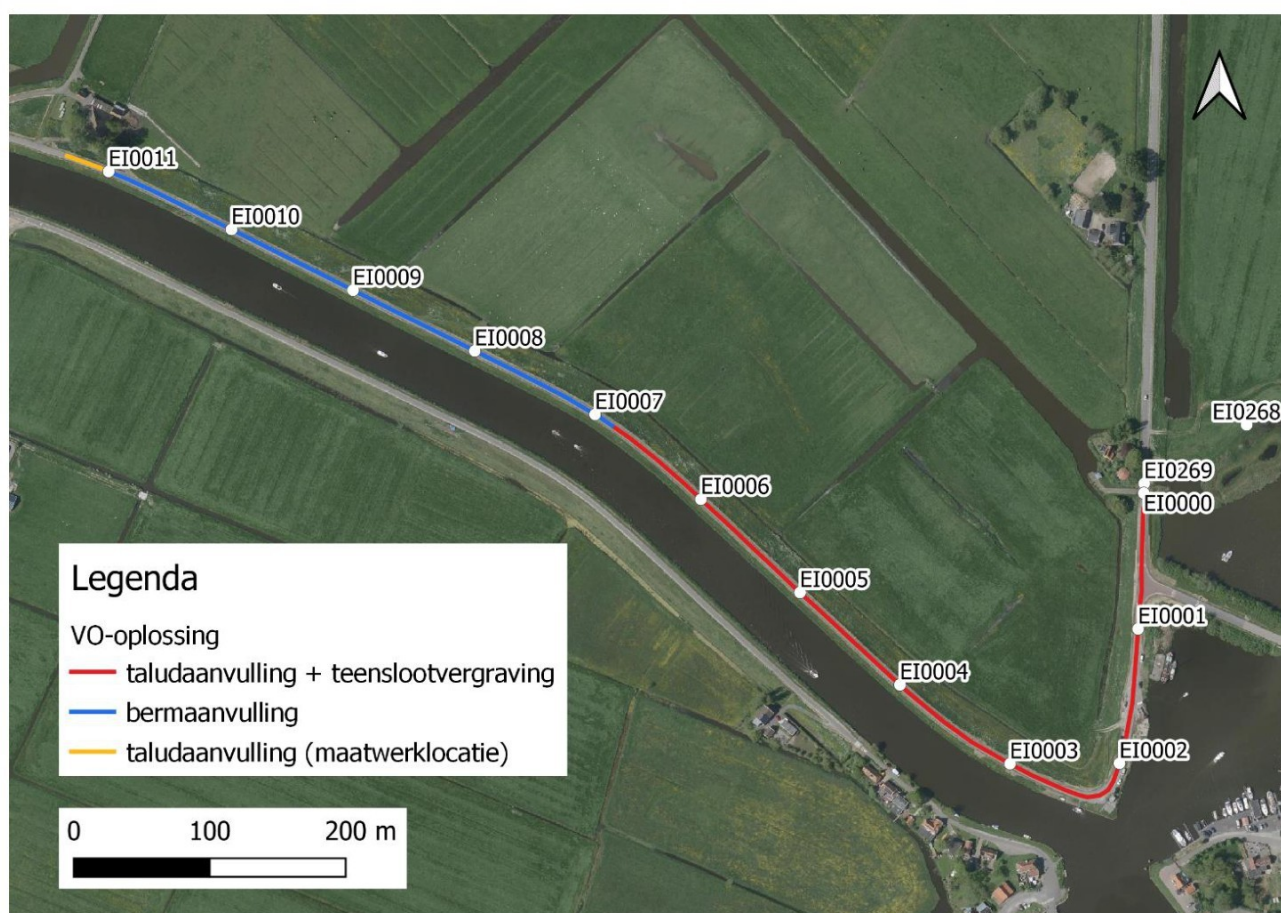 EI0011
EI0010
EI0009
EI0008
EI0007
EI0268
EI0006
EI0269
EI0000
EI0005
EI0001
EI0004
EI0003
EI0002
Legenda
VO-oplossing
taludaanvulling + teenslootvergraving
bermaanvulling
taludaanvulling (maatwerklocatie)
0 100 200 m